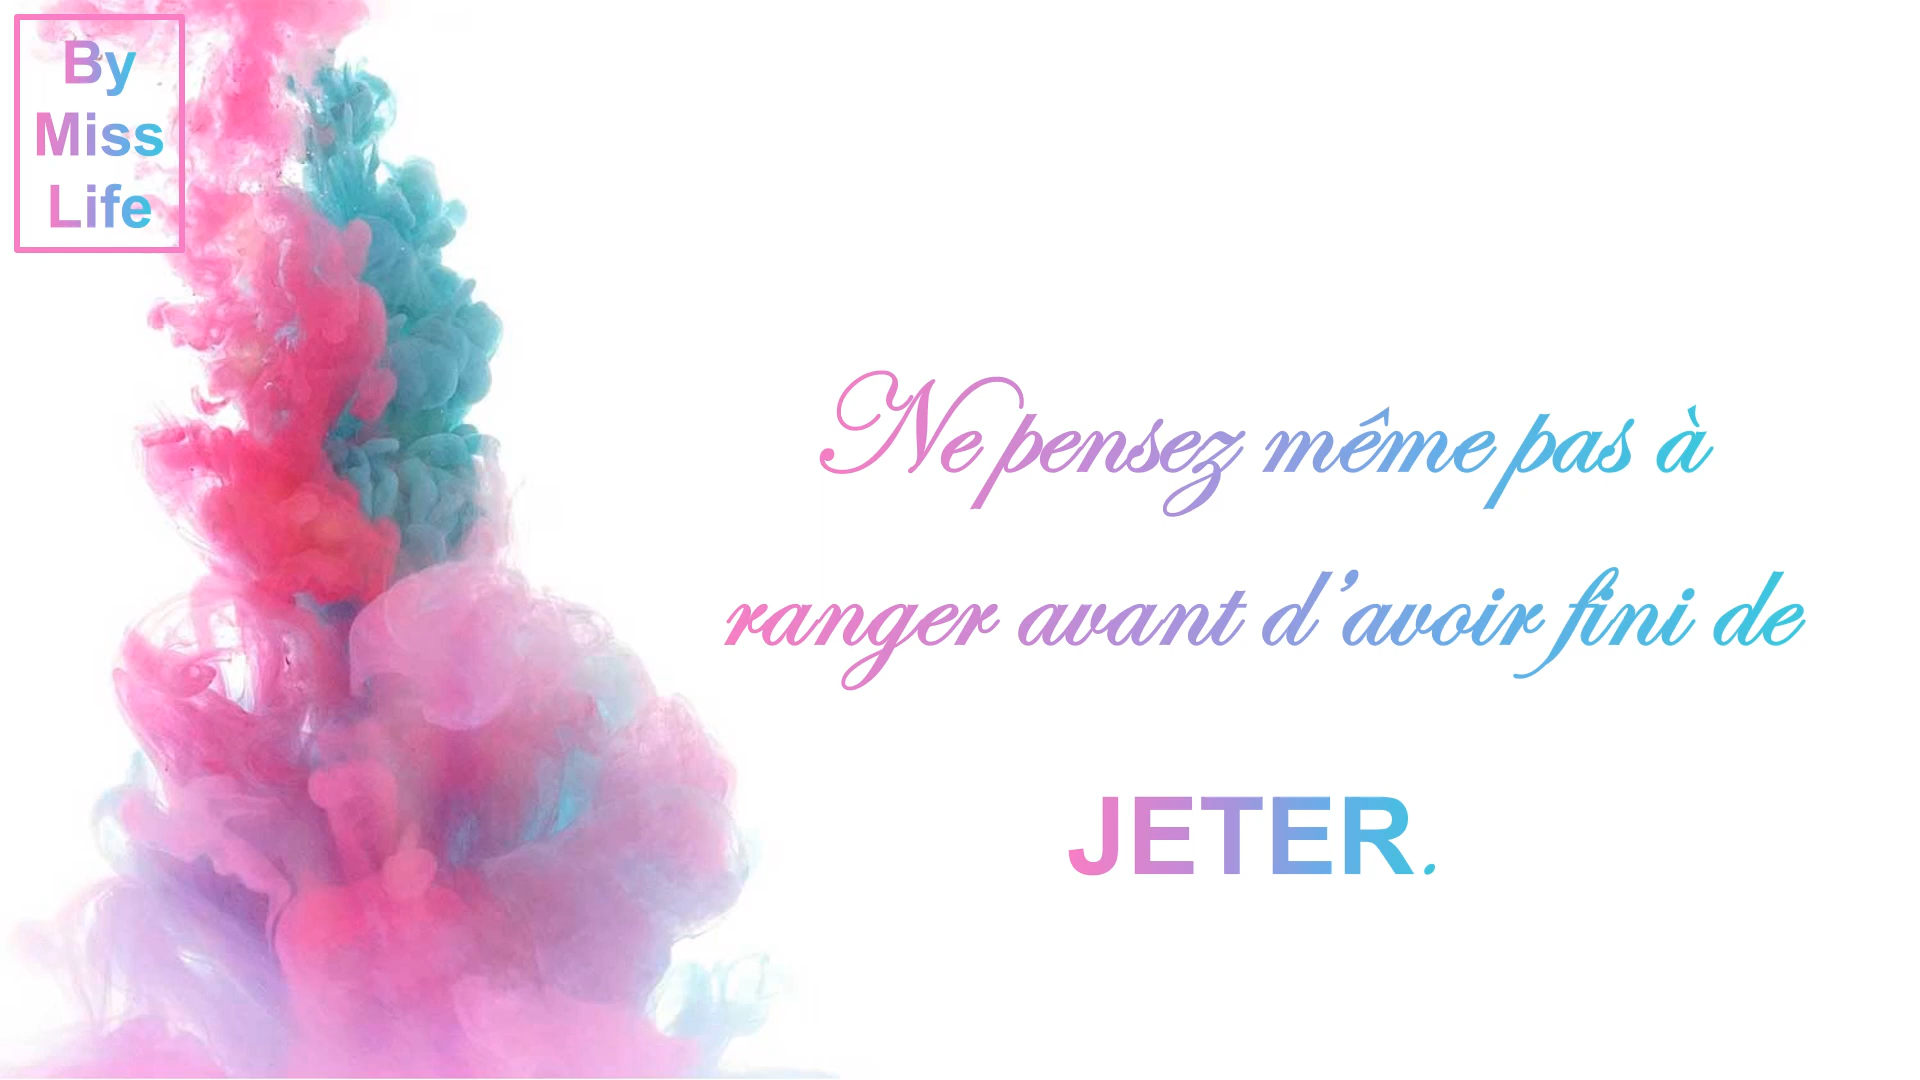 By
Miss
Life
Ne pensez même pas à
ranger avant d’avoir fini de
JETER.